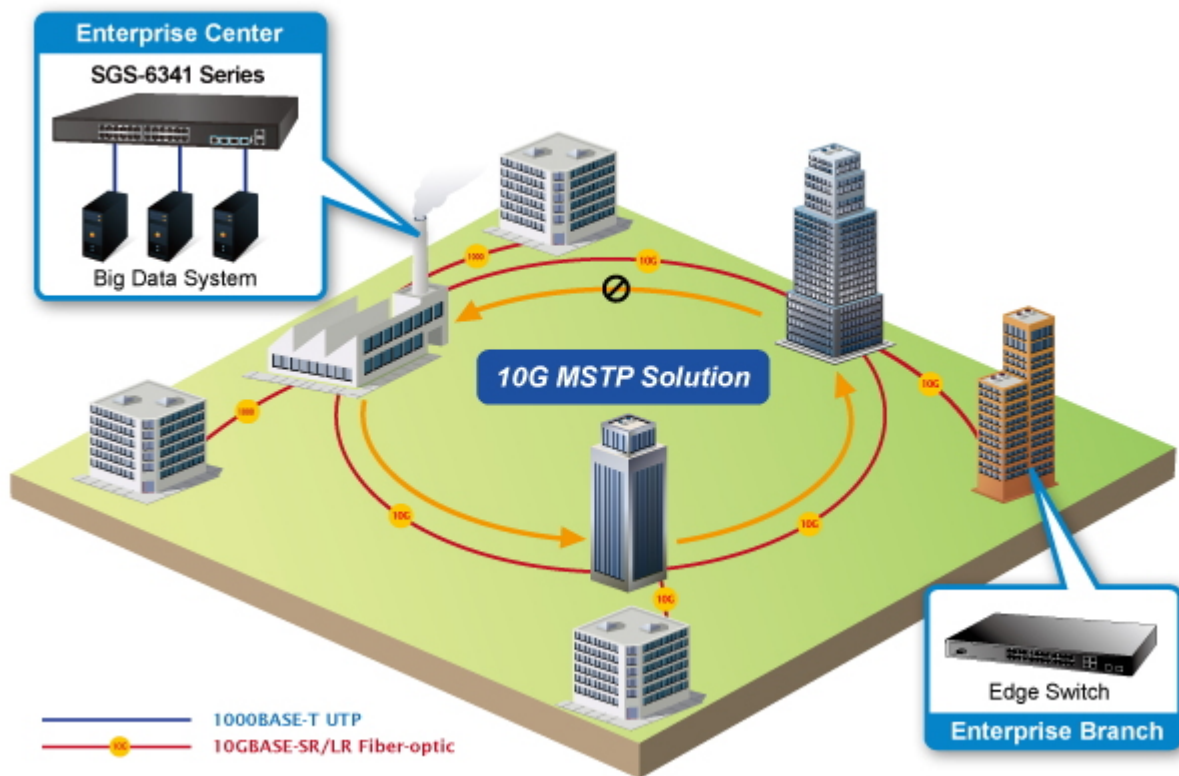 Enterprise Center
SGS-6341 Series
Big Data System
1000
10G
10G MSTP Solution
10G
1000
10G
10G
10G
Edge Switch
Enterprise Branch
1000BASE-T UTP
10G
10GBASE-SR/LR Fiber-optic